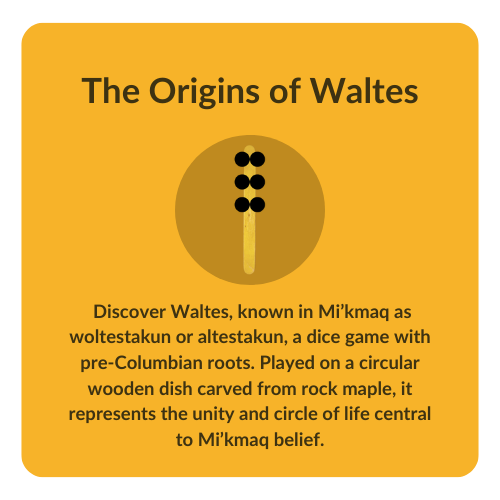 The Origins of Waltes
Discover Waltes, known in Mi’kmaq as
woltestakun or altestakun, a dice game with
pre-Columbian roots. Played on a circular
wooden dish carved from rock maple, it
represents the unity and circle of life central
to Mi’kmaq belief.